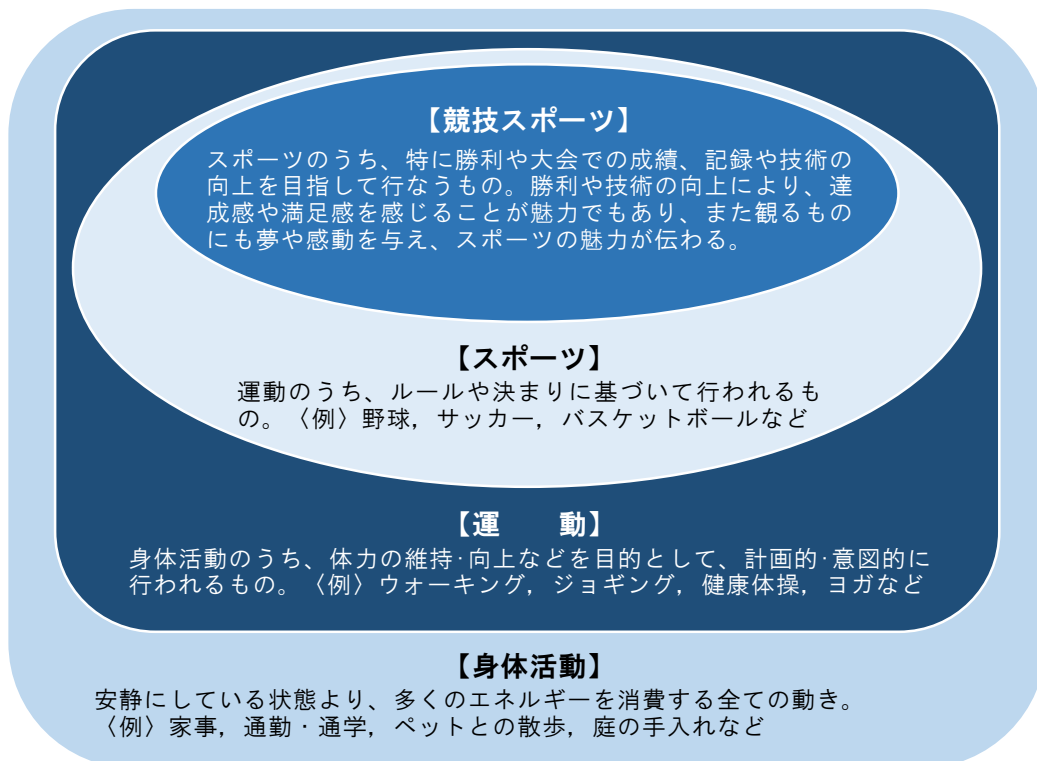 【競技スポーツ】
スポーツのうち、特に勝利や大会での成績、記録や技術の
向上を目指して行なうもの。勝利や技術の向上により、達
成感や満足感を感じることが魅力でもあり、また観るもの
にも夢や感動を与え、スポーツの魅力が伝わる。
【スポーツ】
運動のうち、ルールや決まりに基づいて行われるも
の。〈例〉野球，サッカー，バスケットボールなど
【運　　動】
身体活動のうち、体力の維持･向上などを目的として、計画的･意図的に
行われるもの。〈例〉ウォーキング，ジョギング，健康体操，ヨガなど
【身体活動】
安静にしている状態より、多くのエネルギーを消費する全ての動き。
〈例〉家事，通勤・通学，ペットとの散歩，庭の手入れなど